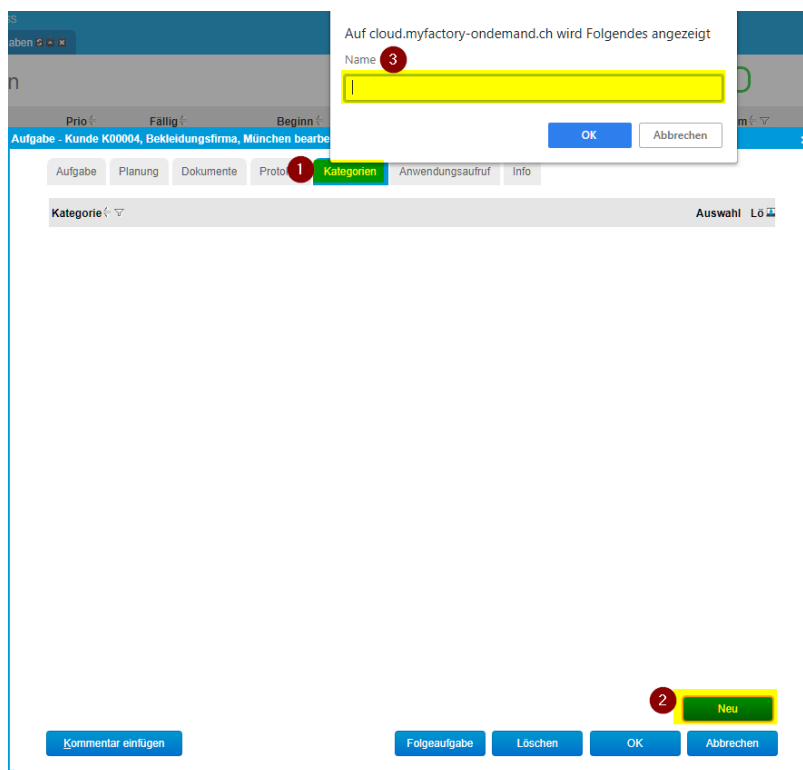 ss
aben
n
Auf cloud.myfactory-ondemand.ch wird Folgendes angezeigt
Name 3
OK Abbrechen
Prio Fällig Beginn m
Aufgabe - Kunde K00004, Bekleidungsfirma, München bearbe
Aufgabe Planung Dokumente Proto 1 Kategorien Anwendungsaufruf Info
Kategorie Auswahl Lö
2 Neu
Kommentar einfügen Folgeaufgabe Löschen OK Abbrechen